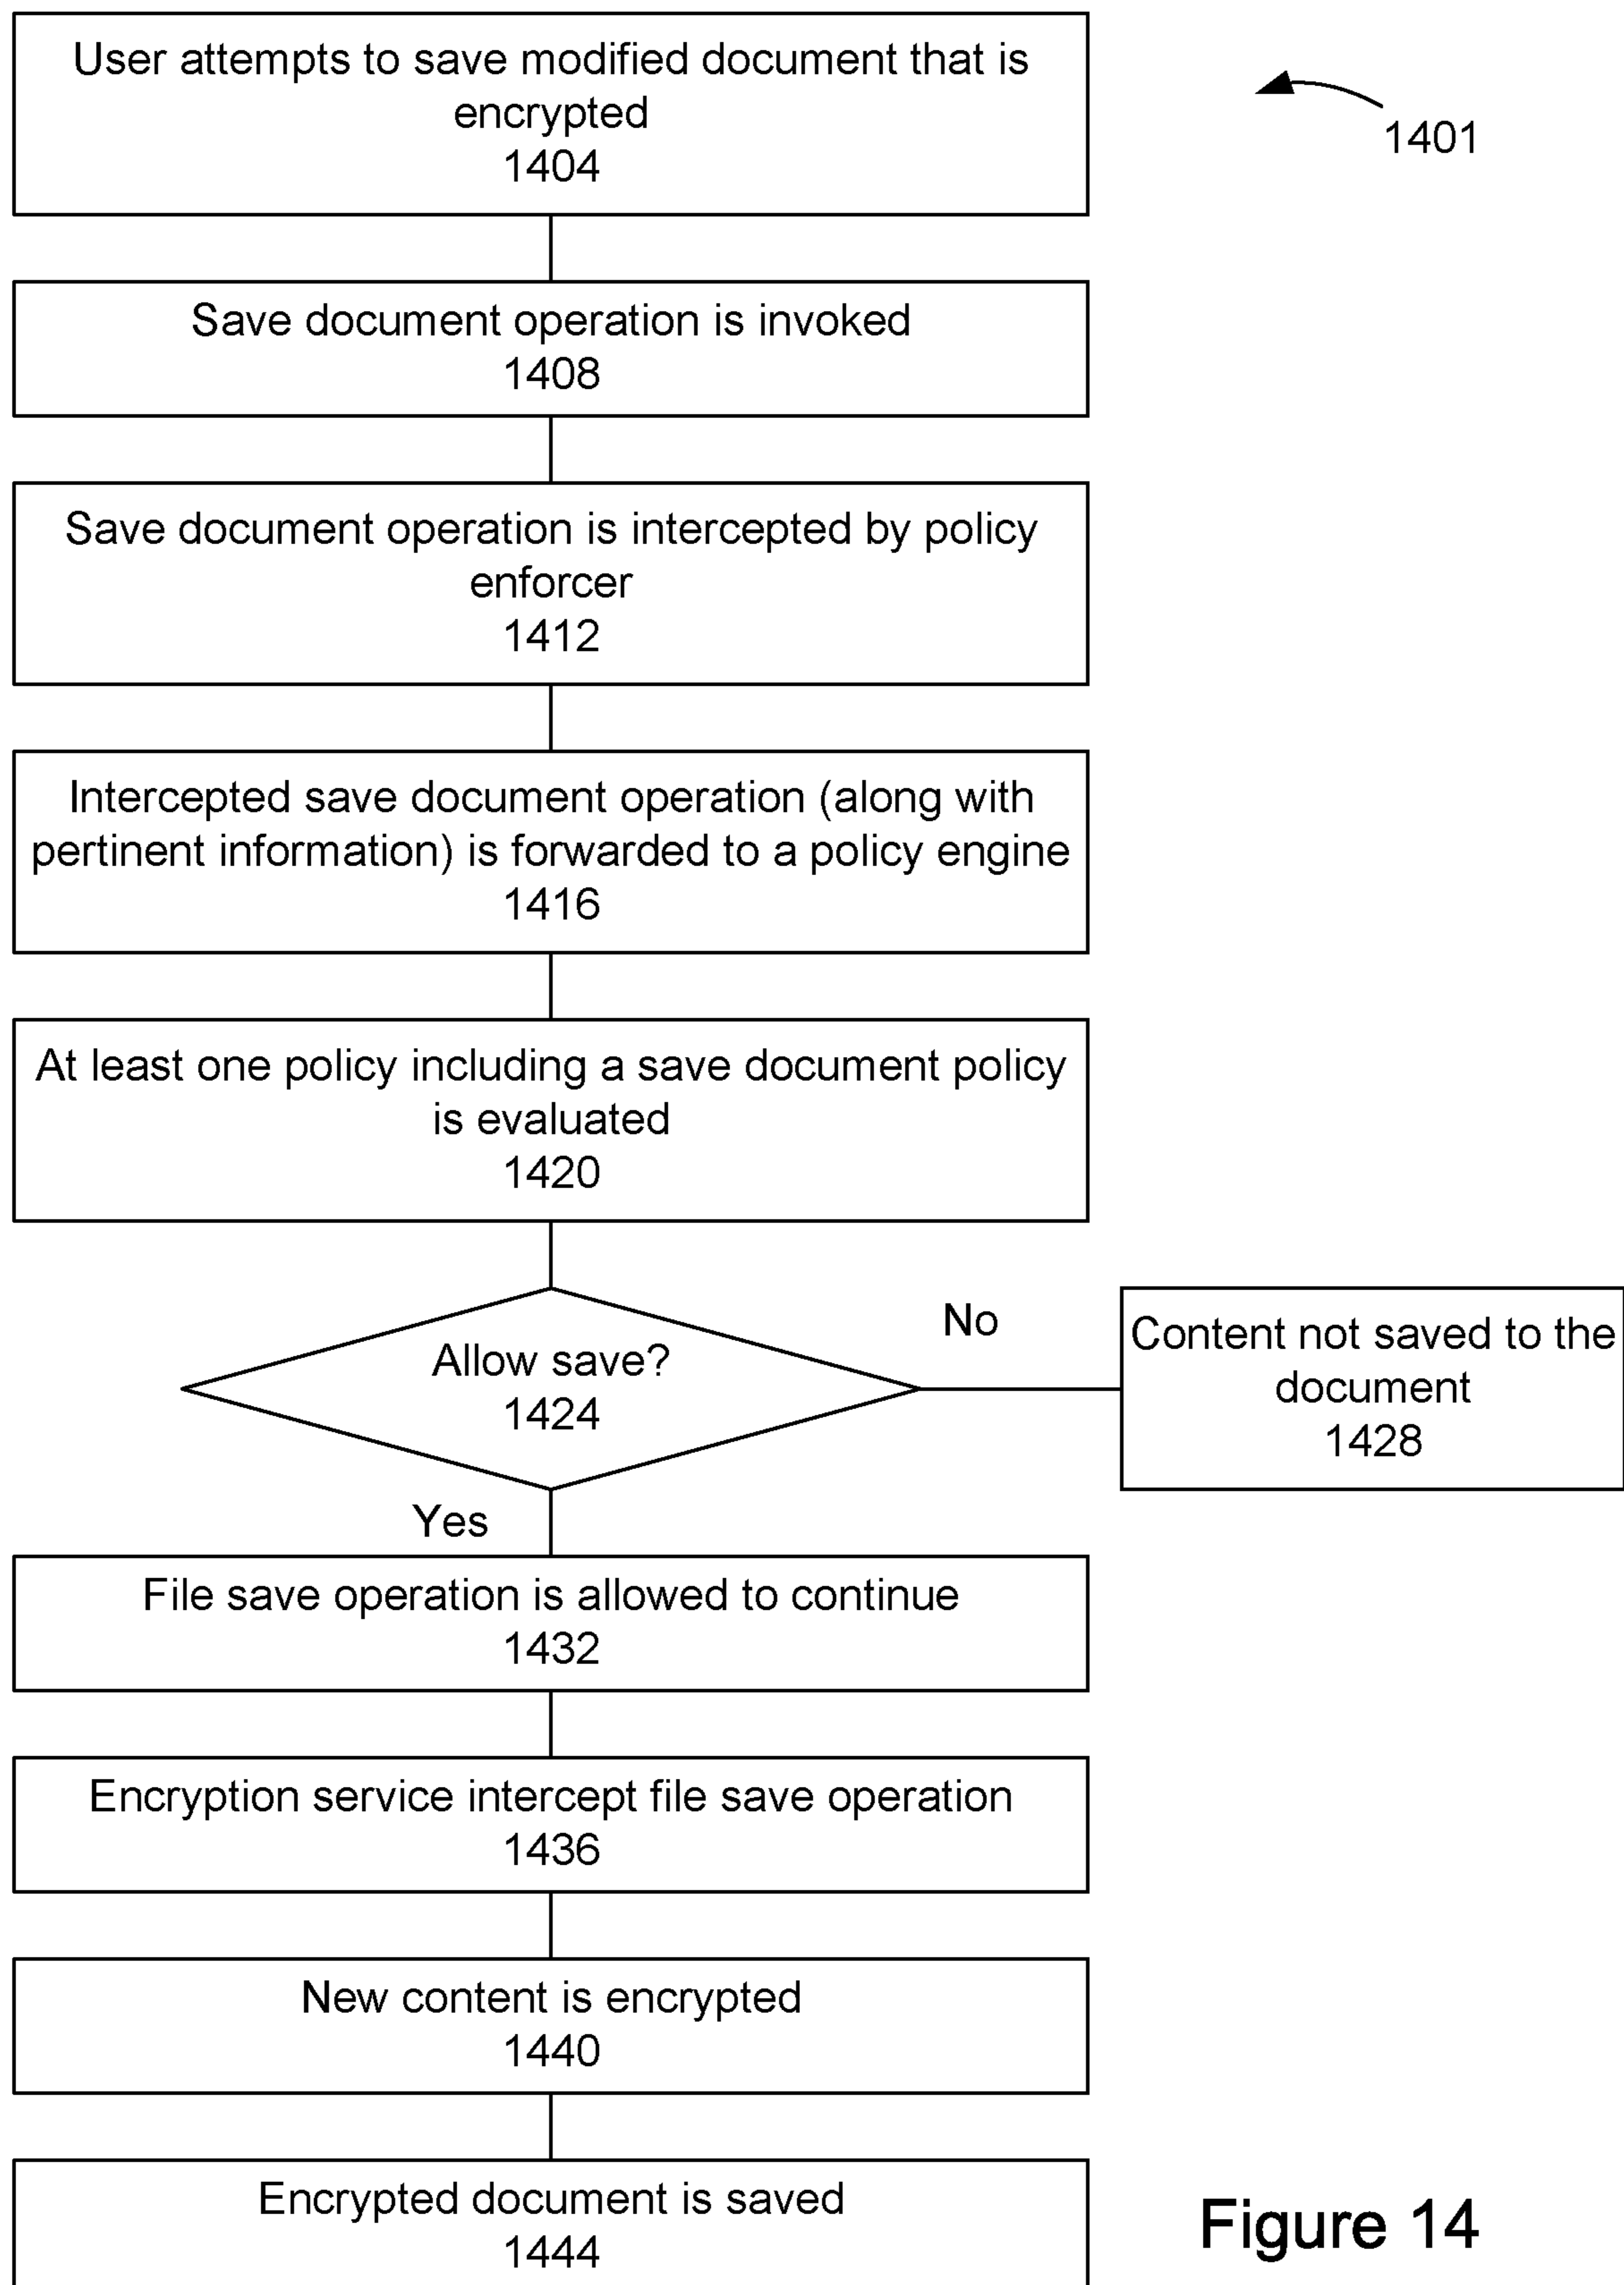 User attempts to save modified document that is
encrypted
1404
1401
Save document operation is invoked
1408
Save document operation is intercepted by policy
enforcer
1412
Intercepted save document operation (along with
pertinent information) is forwarded to a policy engine
1416
At least one policy including a save document policy
is evaluated
1420
Allow save?
1424
No
Content not saved to the
document
1428
Yes
File save operation is allowed to continue
1432
Encryption service intercept file save operation
1436
New content is encrypted
1440
Encrypted document is saved
1444
Figure 14